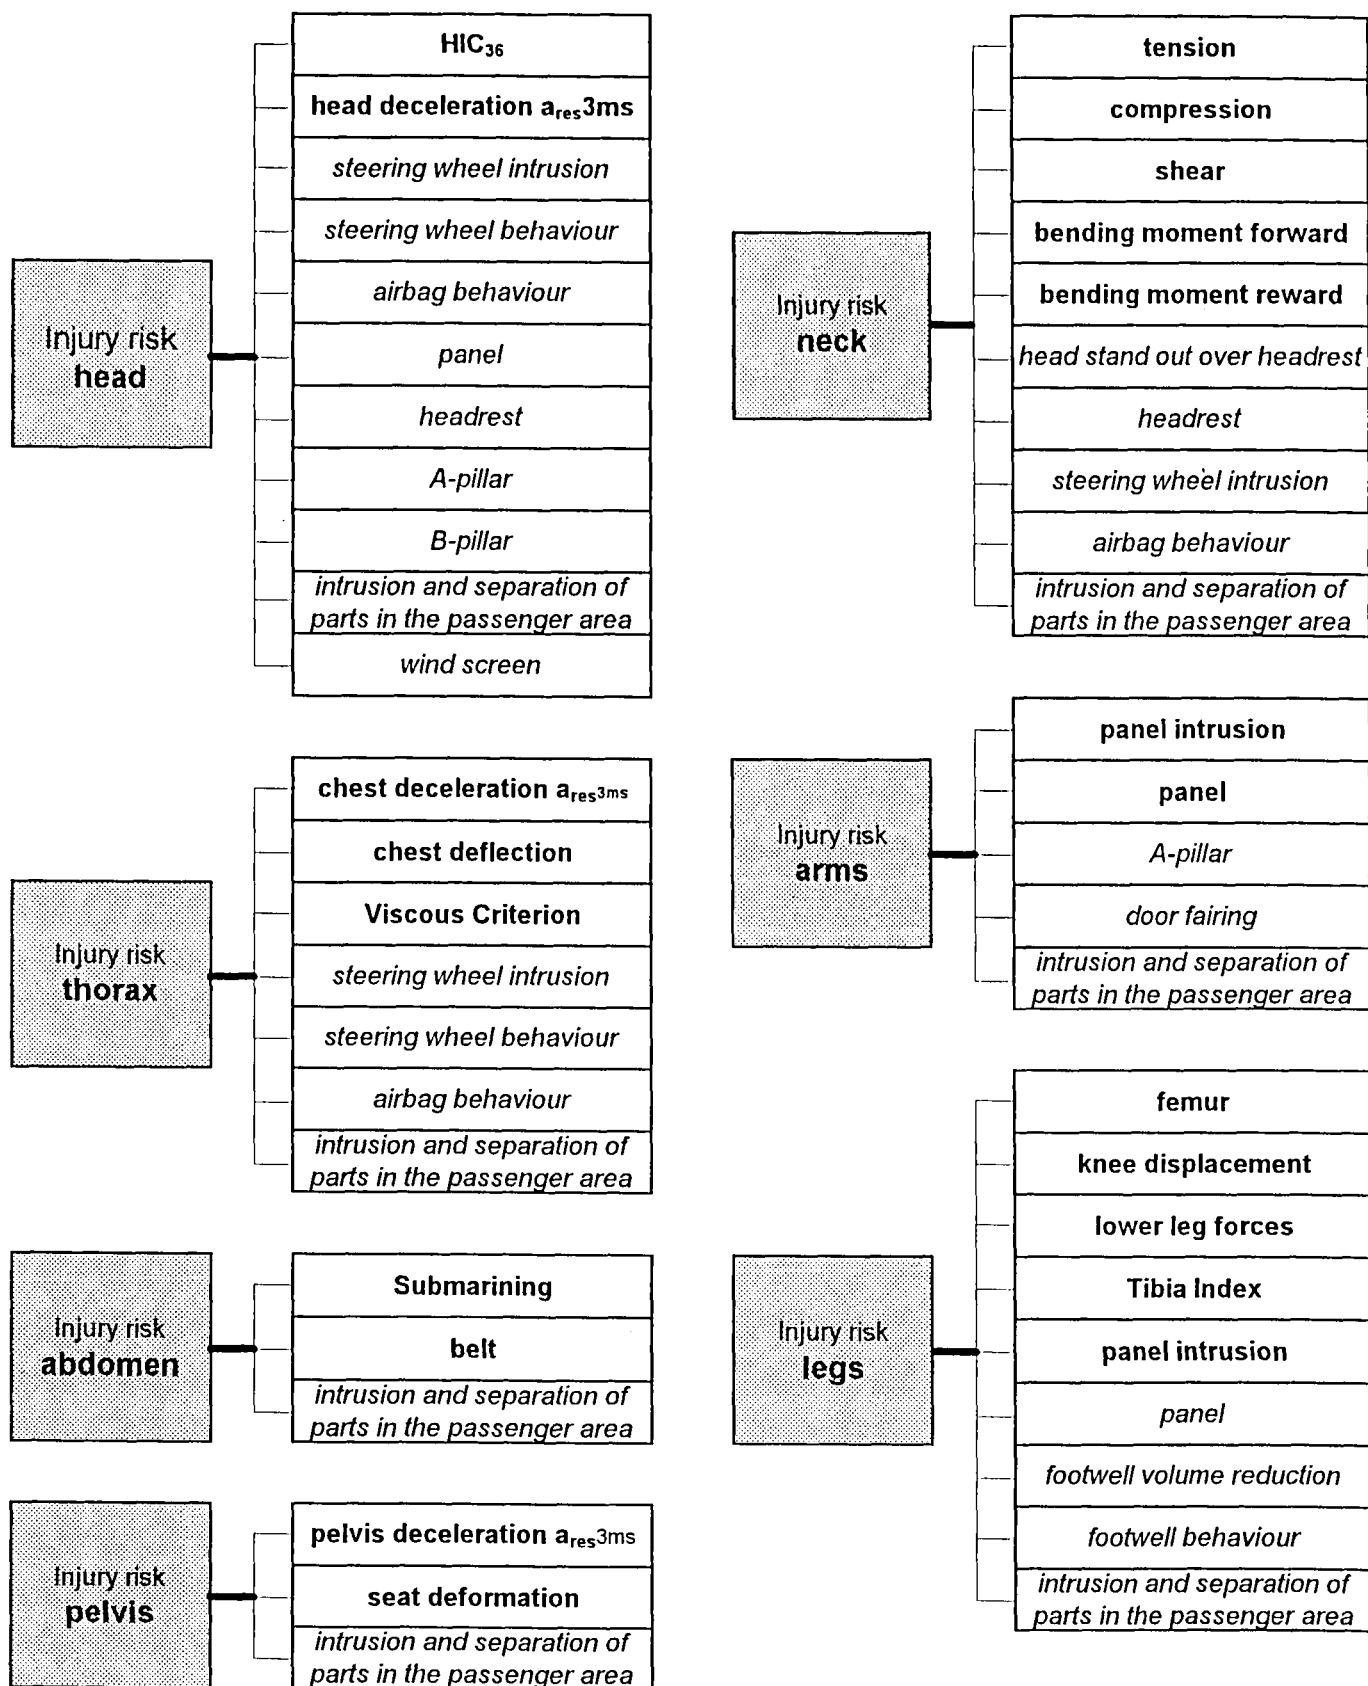 Injury risk
head
HIC36
head deceleration ares3ms
steering wheel intrusion
steering wheel behaviour
airbag behaviour
panel
headrest
A-pillar
B-pillar
intrusion and separation of
parts in the passenger area
wind screen
Injury risk
thorax
chest deceleration ares3ms
chest deflection
Viscous Criterion
steering wheel intrusion
steering wheel behaviour
airbag behaviour
intrusion and separation of
parts in the passenger area
Injury risk
abdomen
Submarining
belt
intrusion and separation of
parts in the passenger area
Injury risk
pelvis
pelvis deceleration ares3ms
seat deformation
intrusion and separation of
parts in the passenger area
Injury risk
neck
tension
compression
shear
bending moment forward
bending moment reward
head stand out over headrest
headrest
steering wheel intrusion
airbag behaviour
intrusion and separation of
parts in the passenger area
Injury risk
arms
panel intrusion
panel
A-pillar
door fairing
intrusion and separation of
parts in the passenger area
Injury risk
legs
femur
knee displacement
lower leg forces
Tibia Index
panel intrusion
panel
footwell volume reduction
footwell behaviour
intrusion and separation of
parts in the passenger area